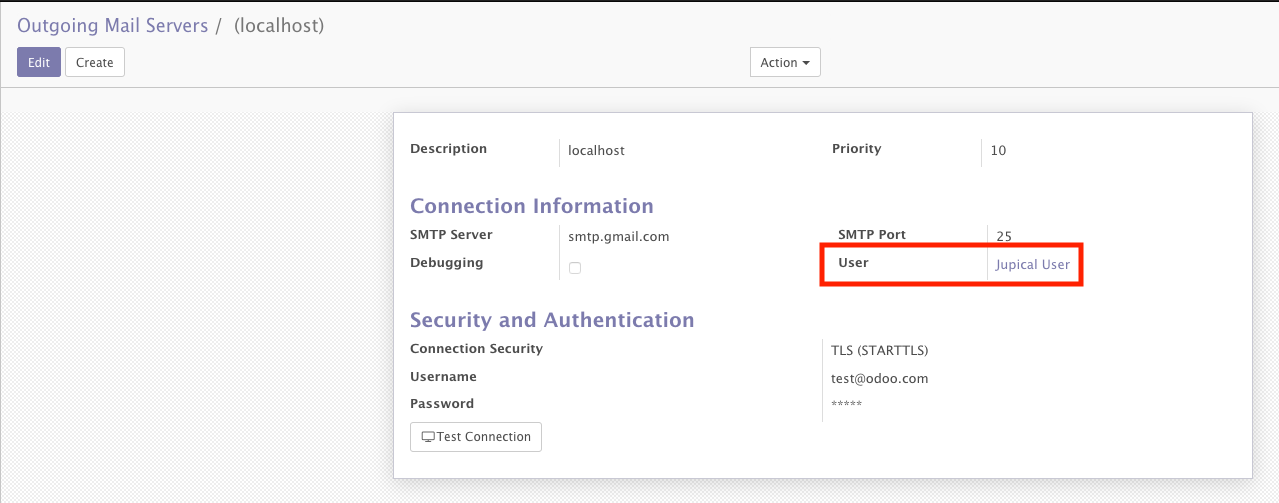 Outgoing Mail Servers / (localhost)
Edit Create Action
Description localhost Priority 10
Connection Information
SMTP Server smtp.gmail.com SMTP Port 25
Debugging User Jupical User
Security and Authentication
Connection Security TLS (STARTTLS)
Username test@odoo.com
Password *****
Test Connection